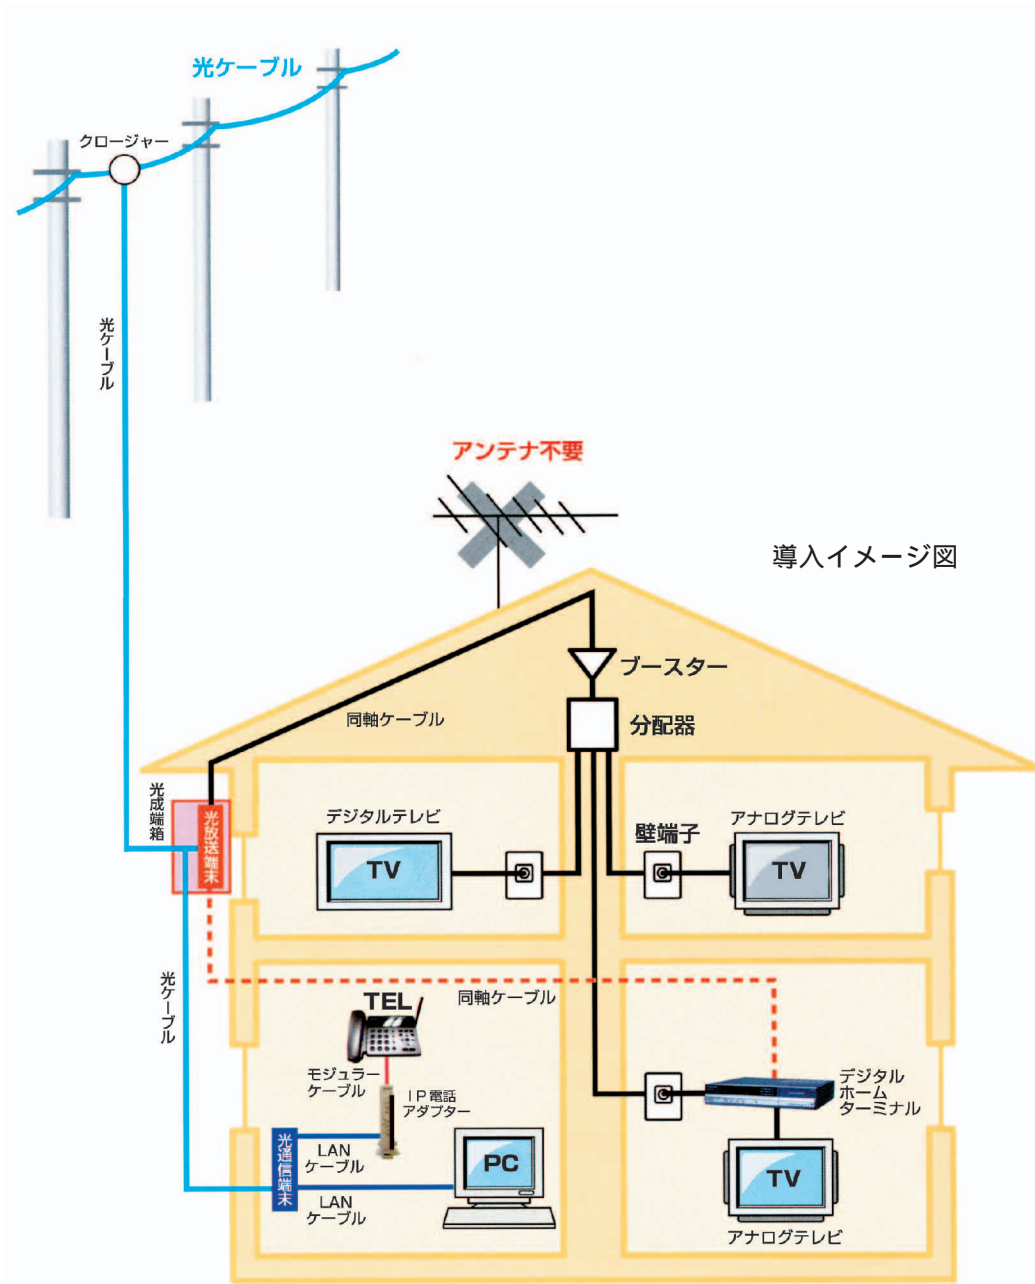 光ケーブル
クロージャー
光ケーブル
アンテナ不要
導入イメージ図
ブースター
同軸ケーブル
分配器
光成端箱
光放送端末
デジタルテレビ
TV
壁端子
アナログテレビ
TV
光ケーブル
同軸ケーブル
TEL
モジュラー
ケーブル
IP電話
アダプター
デジタル
ホーム
ターミナル
光通信端末
LAN
ケーブル
PC
LAN
ケーブル
TV
アナログテレビ